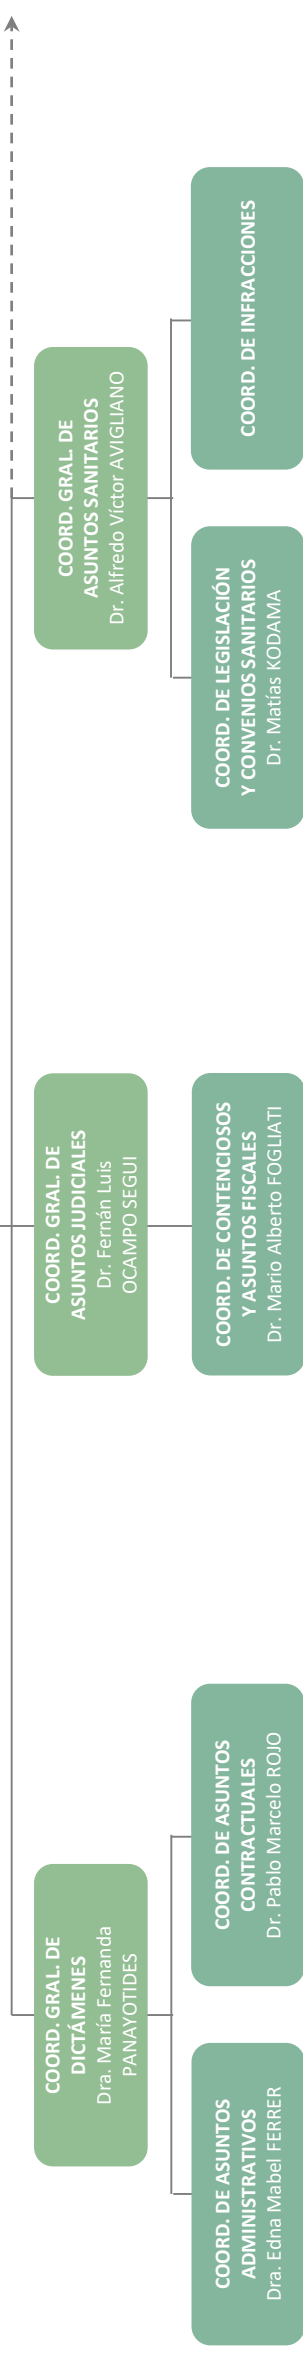 COORD. GRAL. DE
DICTÁMENES
Dra. María Fernanda
PANAYOTIDES
COORD. GRAL. DE
ASUNTOS JUDICIALES
Dr. Fernán Luis
OCAMPO SEGUI
COORD. GRAL. DE
ASUNTOS SANITARIOS
Dr. Alfredo Víctor AVIGLIANO
COORD. DE ASUNTOS
ADMINISTRATIVOS
Dra. Edna Mabel FERRER
COORD. DE ASUNTOS
CONTRACTUALES
Dr. Pablo Marcelo ROJO
COORD. DE CONTENCIOSOS
Y ASUNTOS FISCALES
Dr. Mario Alberto FOGLIATI
COORD. DE LEGISLACIÓN
Y CONVENIOS SANITARIOS
Dr. Matías KODAMA
COORD. DE INFRACCIONES